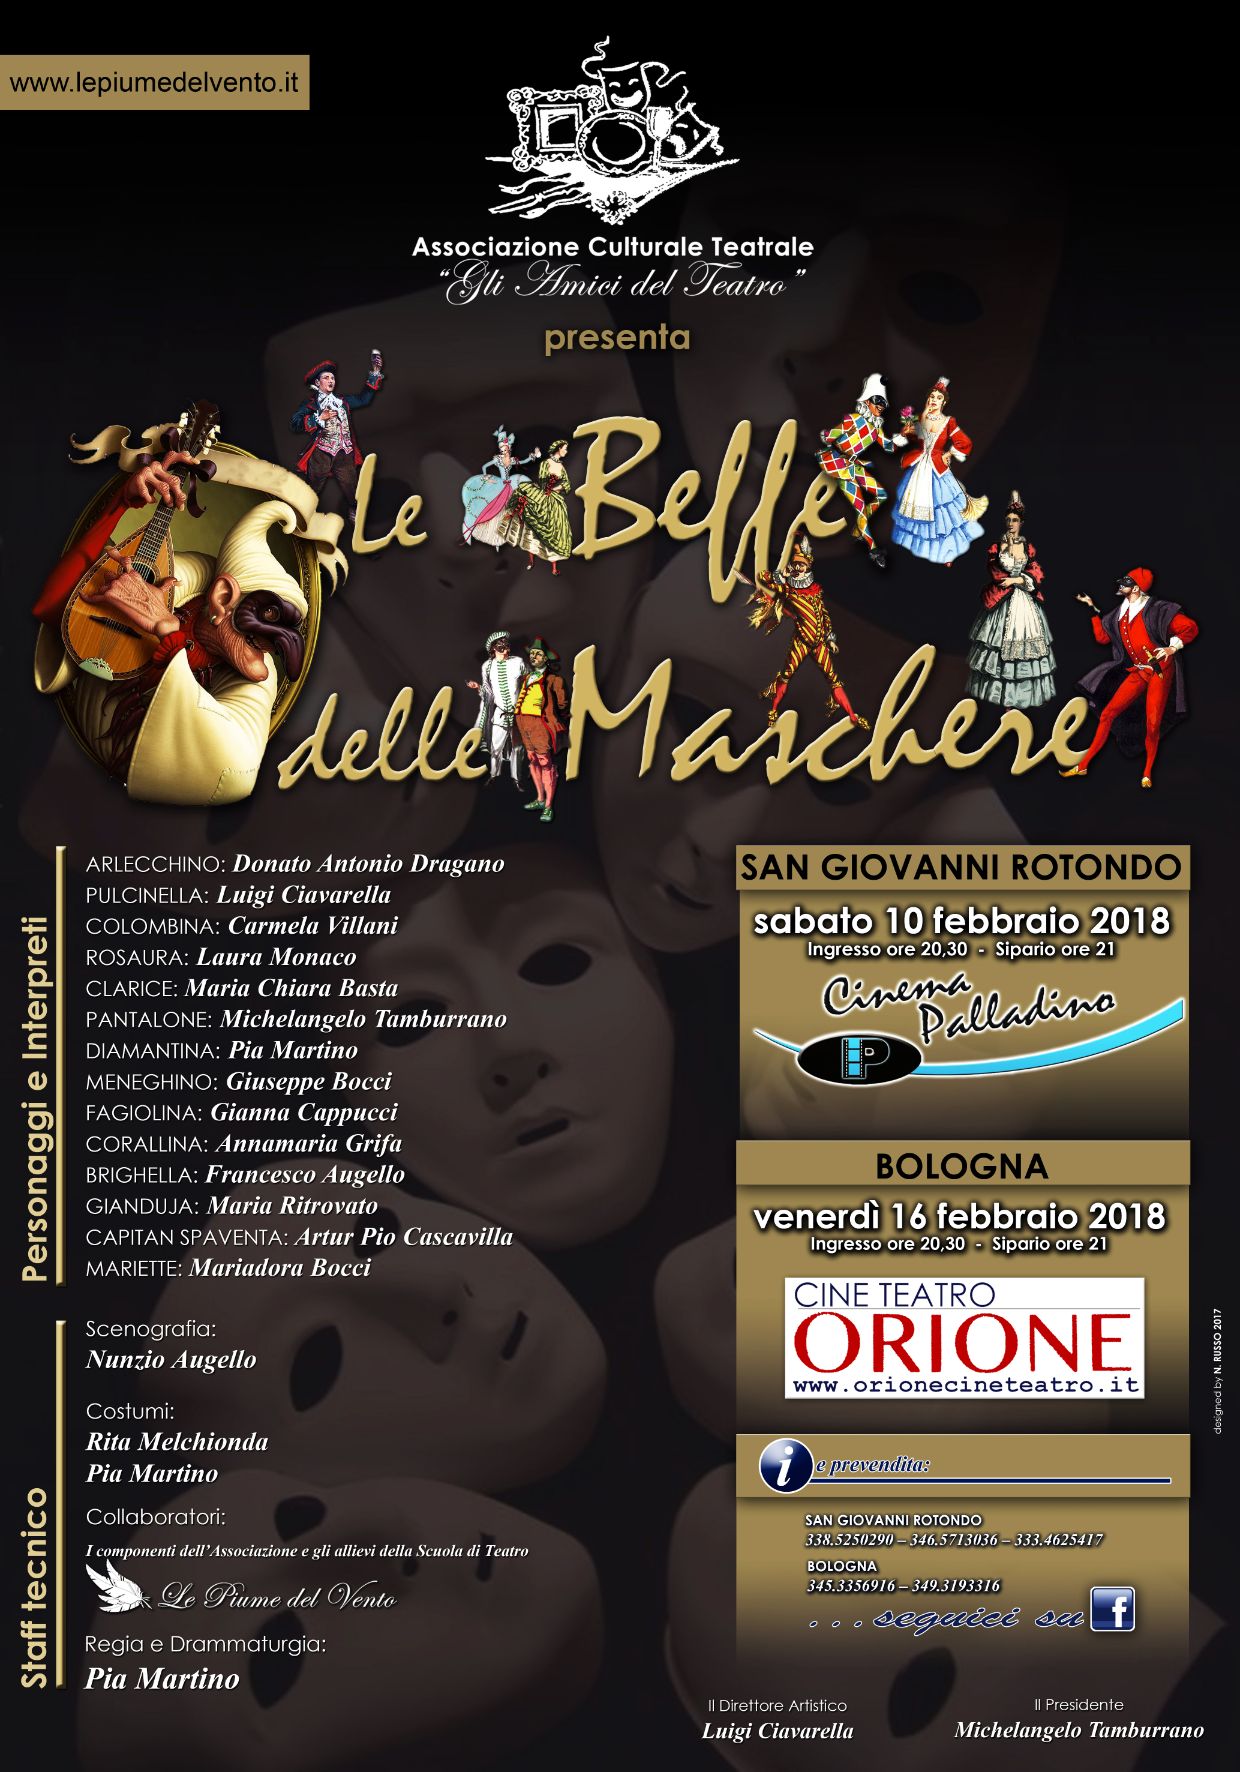 www.lepiumedelvento.it
Associazione Culturale Teatrale
“Gli Amici del Teatro”
presenta
Le Beffe
delle Maschere
Personaggi e Interpreti
ARLECCHINO: Donato Antonio Dragano
PULCINELLA: Luigi Ciavarella
COLOMBINA: Carmela Villani
ROSAURA: Laura Monaco
CLARICE: Maria Chiara Basta
PANTALONE: Michelangelo Tamburrano
DIAMANTINA: Pia Martino
MENEGHINO: Giuseppe Bocci
FAGIOLINA: Gianna Cappucci
CORALLINA: Annamaria Grifa
BRIGHELLA: Francesco Augello
GIANDUJA: Maria Ritrovato
CAPITAN SPAVENTA: Artur Pio Cascavilla
MARIETTE: Mariadora Bocci
Staff tecnico
Scenografia:
Nunzio Augello
Costumi:
Rita Melchionda
Pia Martino
Collaboratori:
I componenti dell’Associazione e gli allievi della Scuola di Teatro
Le Piume del Vento
Regia e Drammaturgia:
Pia Martino
SAN GIOVANNI ROTONDO
sabato 10 febbraio 2018
Ingresso ore 20,30 - Sipario ore 21
Cinema
Palladino
P
BOLOGNA
venerdì 16 febbraio 2018
Ingresso ore 20,30 - Sipario ore 21
CINE TEATRO
ORIONE
www.orionecineteatro.it
i e prevendita:
SAN GIOVANNI ROTONDO
338.5250290 – 346.5713036 – 333.4625417
BOLOGNA
345.3356916 – 349.3193316
. . . seguici su f
Il Direttore Artistico
Luigi Ciavarella
Il Presidente
Michelangelo Tamburrano
designed by N. RUSSO 2017